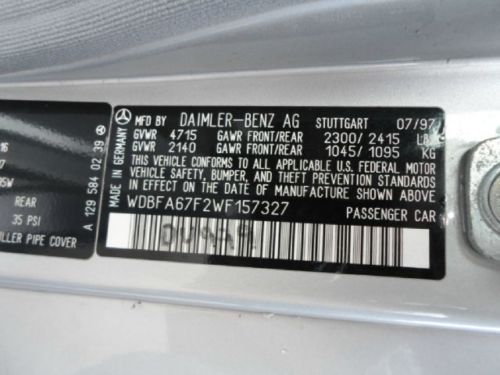 MFD BY DAIMLER-BENZ AG STUTTGART 07/97
GVWR 4715 GAWR FRONT/REAR 2300/2415 LB
GVWR 2140 GAWR FRONT/REAR 1045/1095 KG
THIS VEHICLE CONFORMS TO ALL APPLICABLE U.S. FEDERAL MOTOR
VEHICLE SAFETY, BUMPER, AND THEFT PREVENTION STANDARDS
IN EFFECT ON THE DATE OF MANUFACTURE SHOWN ABOVE.
WDBFA67F2WF157327
PASSENGER CAR
A 129 584 02 39
GERMANY
REAR
35 PSI
FILLER PIPE COVER